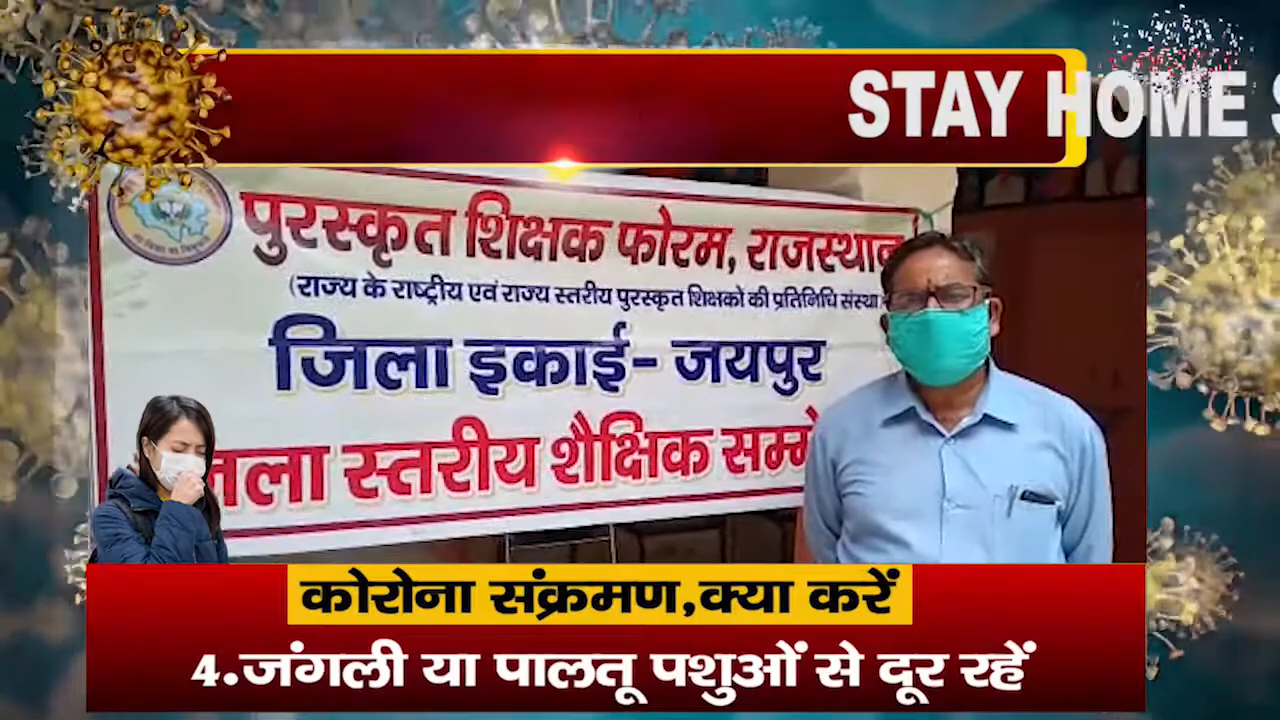 STAY HOME
पुरस्कृत शिक्षक फोरम, राजस्थान
(राज्य के राष्ट्रीय एवं राज्य स्तरीय पुरस्कृत शिक्षकों की प्रतिनिधि संस्था
जिला इकाई- जयपुर
स्तरीय शैक्षिक
कोरोना संक्रमण,क्या करें
4.जंगली या पालतू पशुओं से दूर रहें